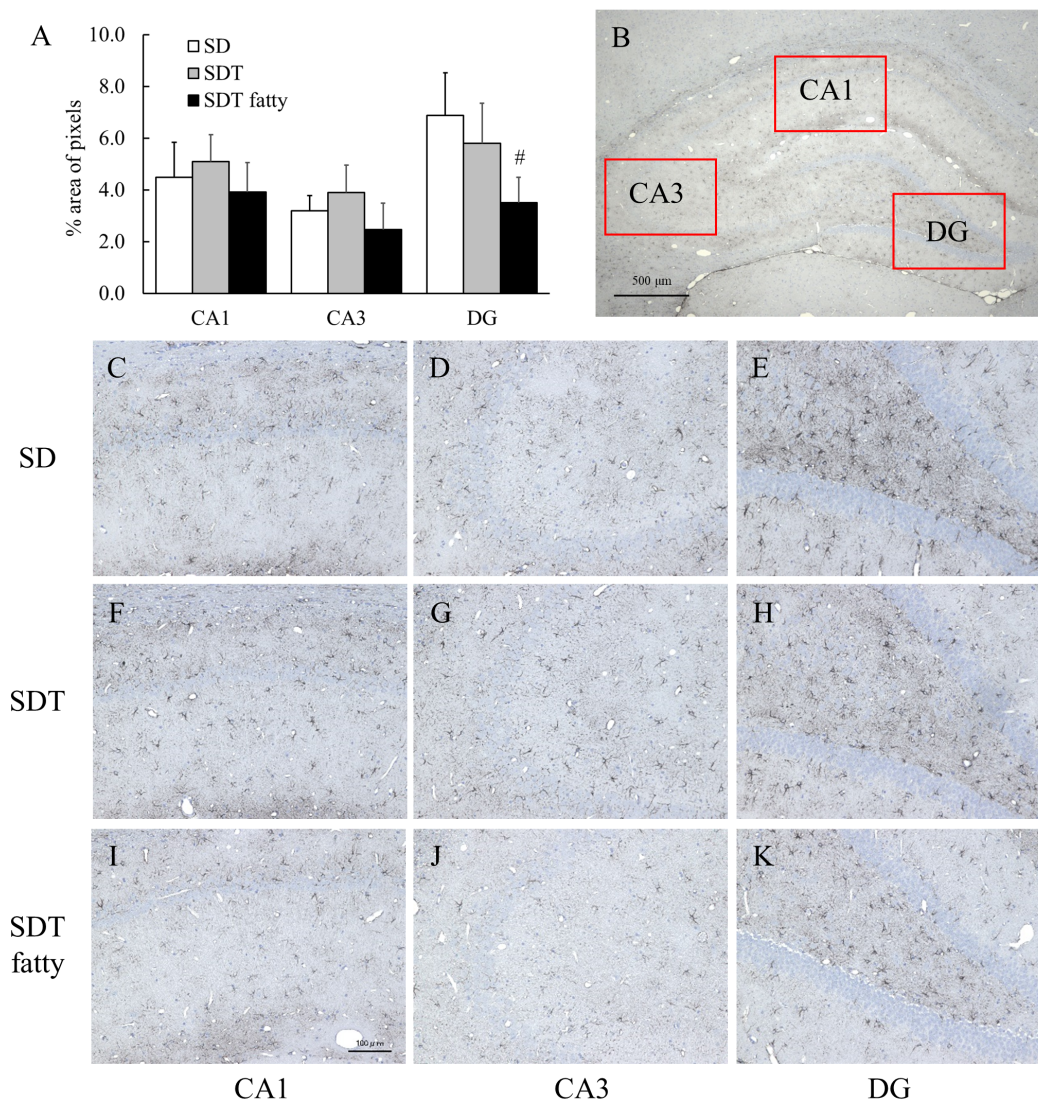 A
10.0
8.0
6.0
4.0
2.0
0.0
% area of pixels
SD
SDT
SDT fatty
#
CA1
CA3
DG
B
CA1
CA3
DG
500 μm
SD
C
D
E
SDT
F
G
H
SDT
fatty
I
J
K
100 μm
CA1
CA3
DG